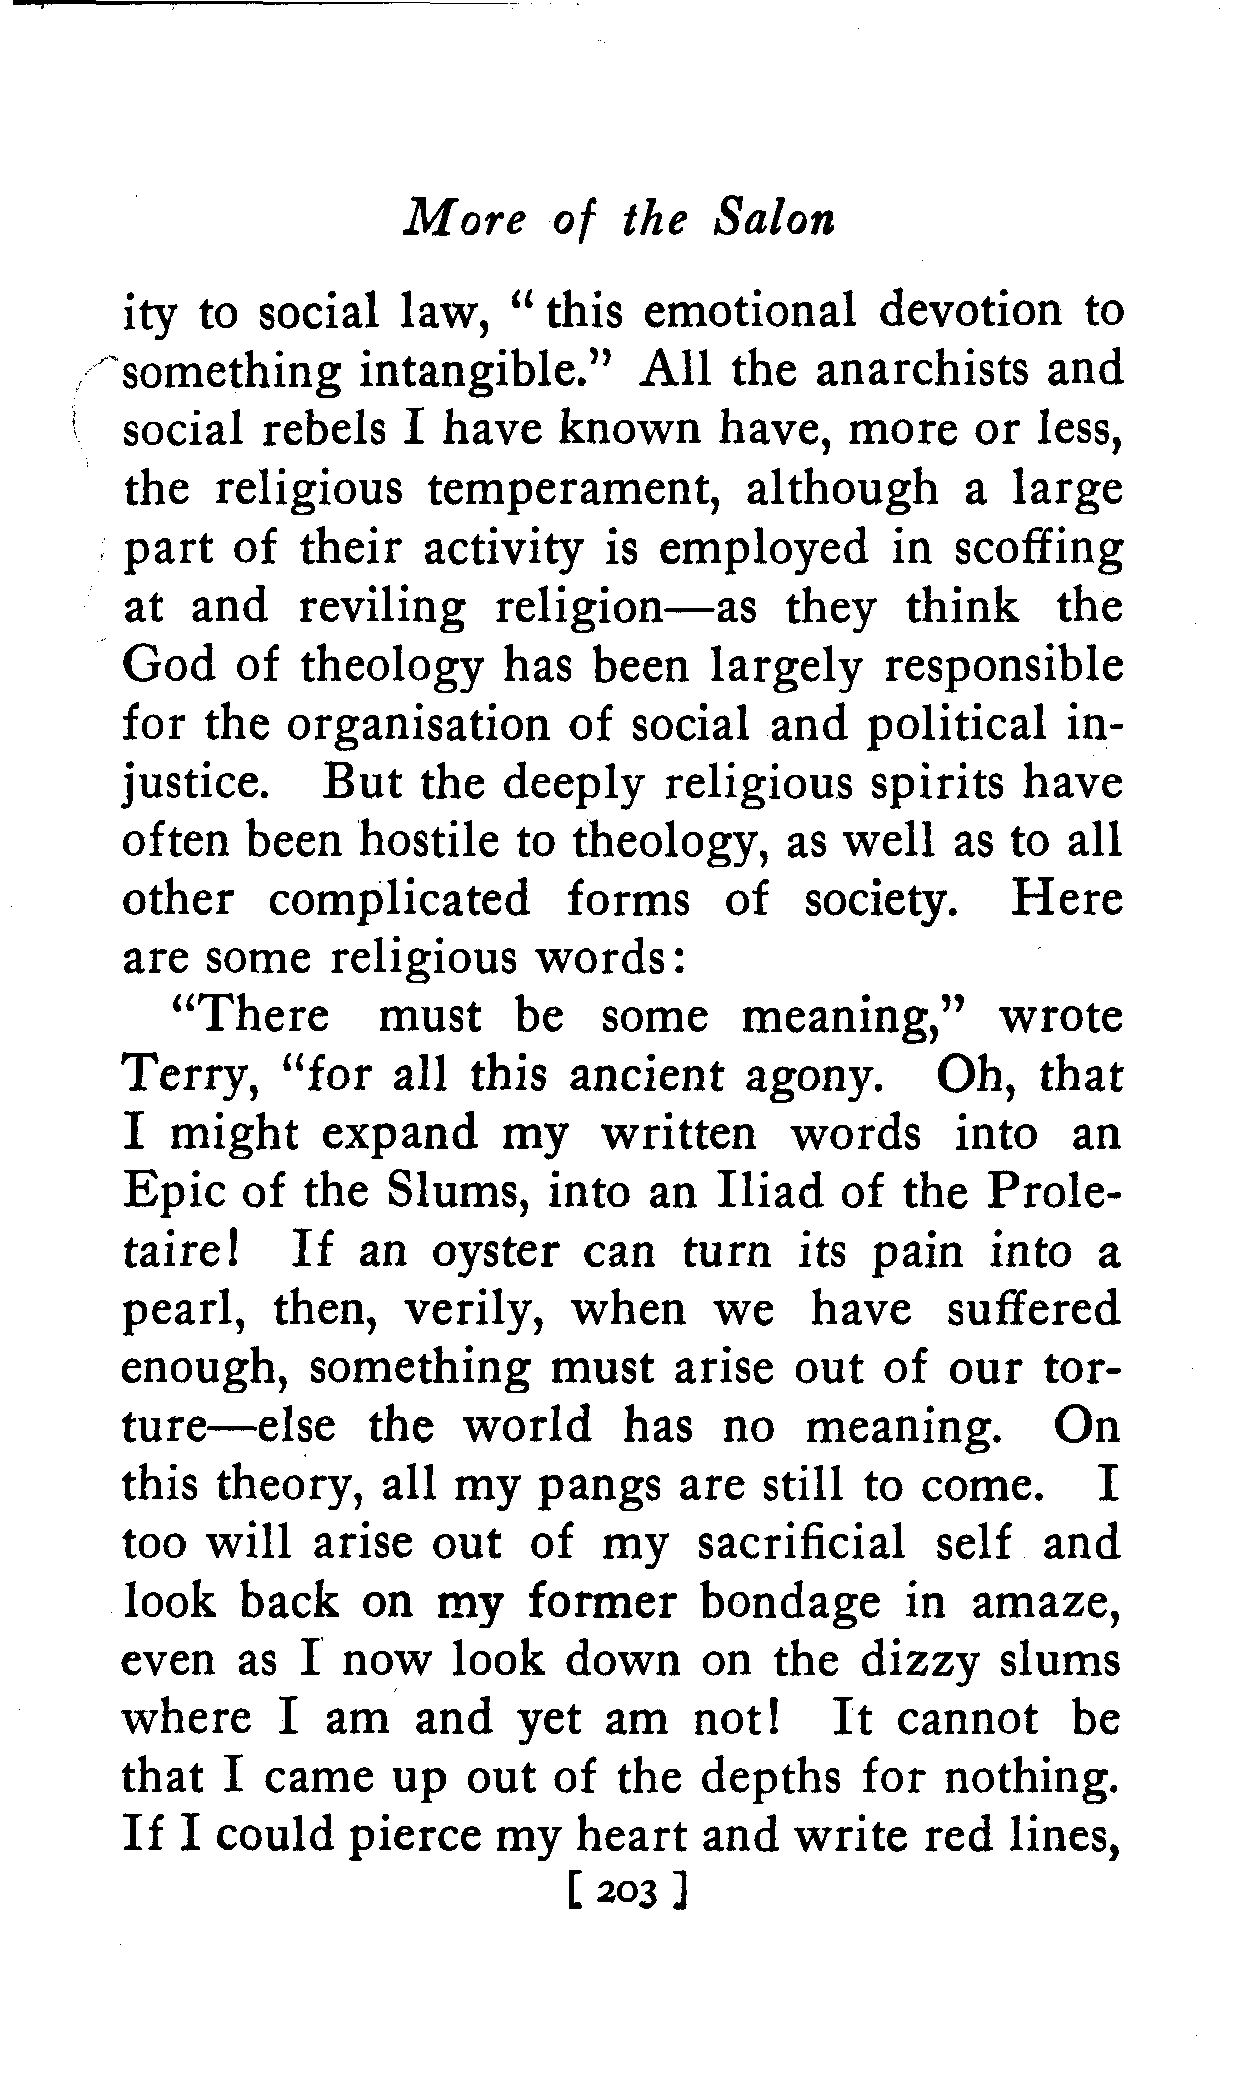 More of the Salon
ity to social law, " this emotional devotion to
something intangible." All the anarchists and
social rebels I have known have, more or less,
the religious temperament, although a large
part of their activity is employed in scoffing
at and reviling religion—as they think the
God of theology has been largely responsible
for the organisation of social and political in-
justice. But the deeply religious spirits have
often been hostile to theology, as well as to all
other complicated forms of society. Here
are some religious words:
"There must be some meaning," wrote
Terry, "for all this ancient agony. Oh, that
I might expand my written words into an
Epic of the Slums, into an Iliad of the Prole-
taire! If an oyster can turn its pain into a
pearl, then, verily, when we have suffered
enough, something must arise out of our tor-
ture—else the world has no meaning. On
this theory, all my pangs are still to come. I
too will arise out of my sacrificial self and
look back on my former bondage in amaze,
even as I now look down on the dizzy slums
where I am and yet am not! It cannot be
that I came up out of the depths for nothing.
If I could pierce my heart and write red lines,
[ 203 ]